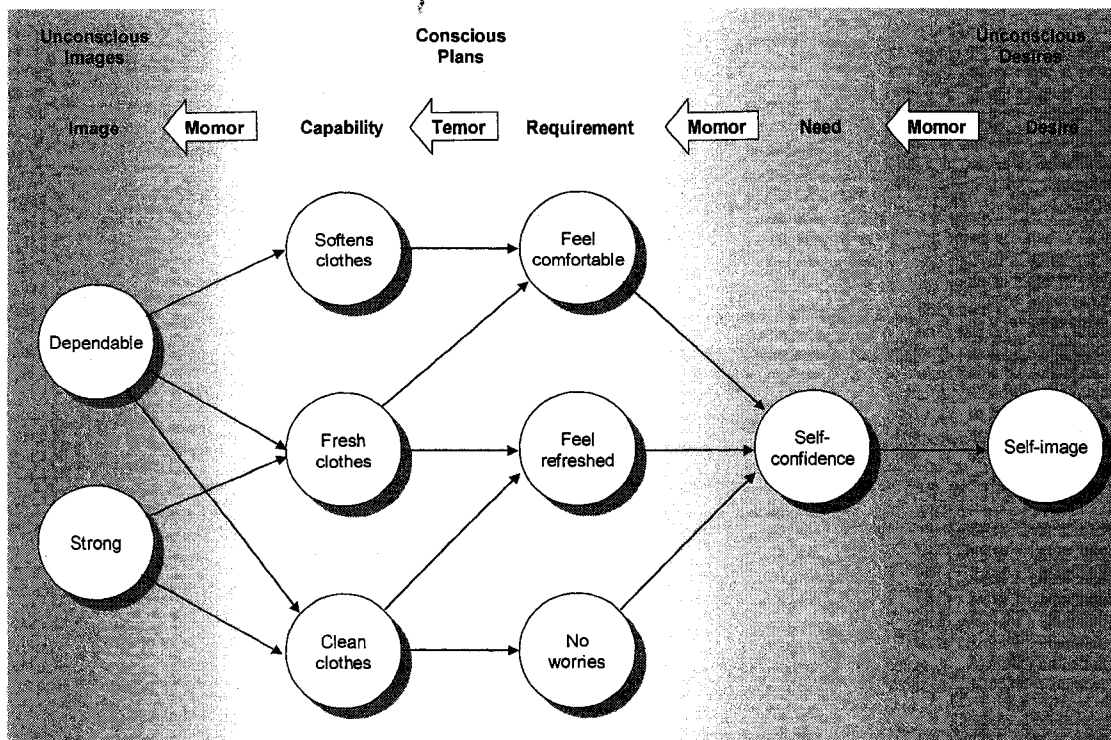 Unconscious
Images
Conscious
Plans
Unconscious
Desires
Image
Momor
Capability
Temor
Requirement
Momor
Need
Momor
Desire
Softens
clothes
Feel
comfortable
Dependable
Fresh
clothes
Feel
refreshed
Self-
confidence
Self-image
Strong
Clean
clothes
No
worries